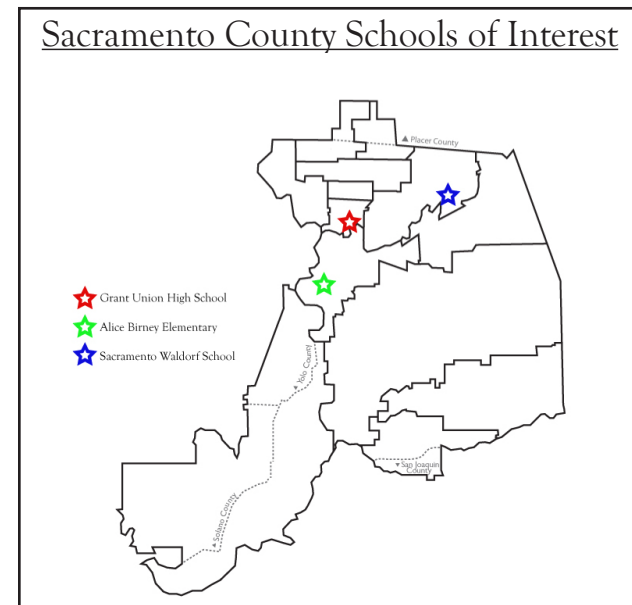 Sacramento County Schools of Interest
▲ Placer County
Grant Union High School
Alice Birney Elementary
Sacramento Waldorf School
▲ Yolo County
▼ San Joaquin
County
▲ Solano County